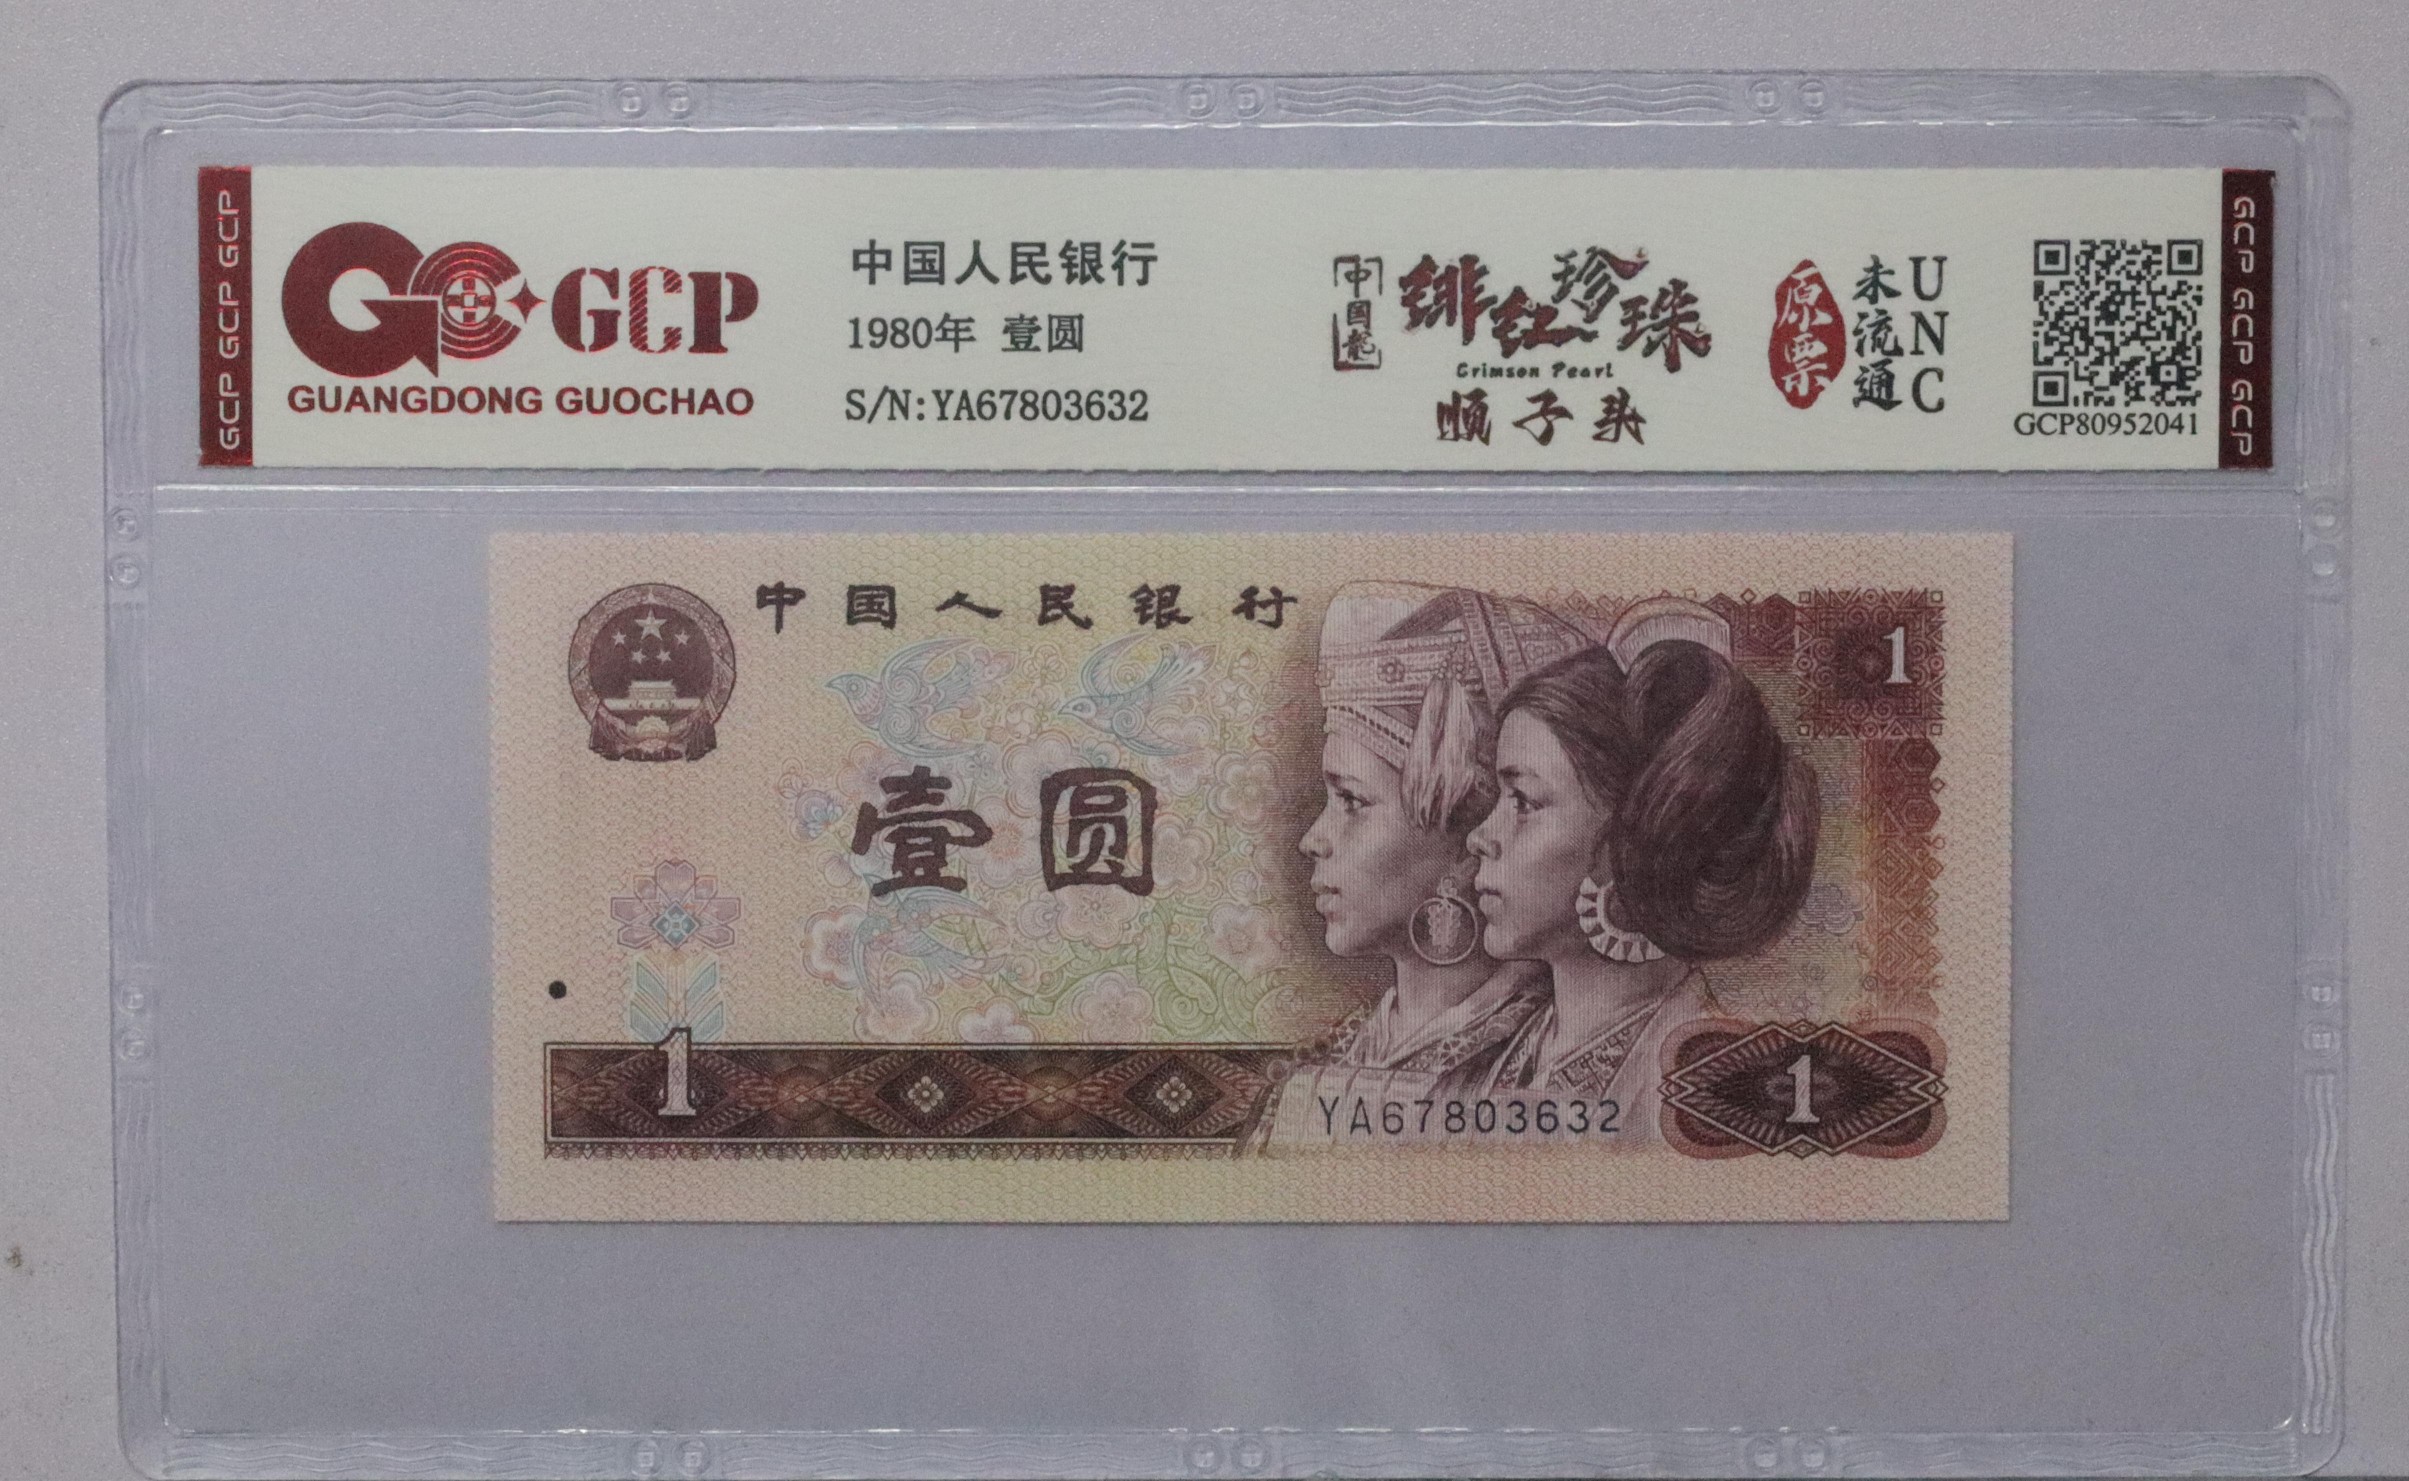 GCP GCP GCP
GCP
GUANGDONG GUOCHAO
中国人民银行
1980年 壹圆
S/N:YA67803632
中国龙
绯红珍珠
Crimson Pearl
顺子头
原票
未流通
UNC
GCP80952041
GCP GCP GCP
中国人民银行
1
壹圆
1
YA67803632
1